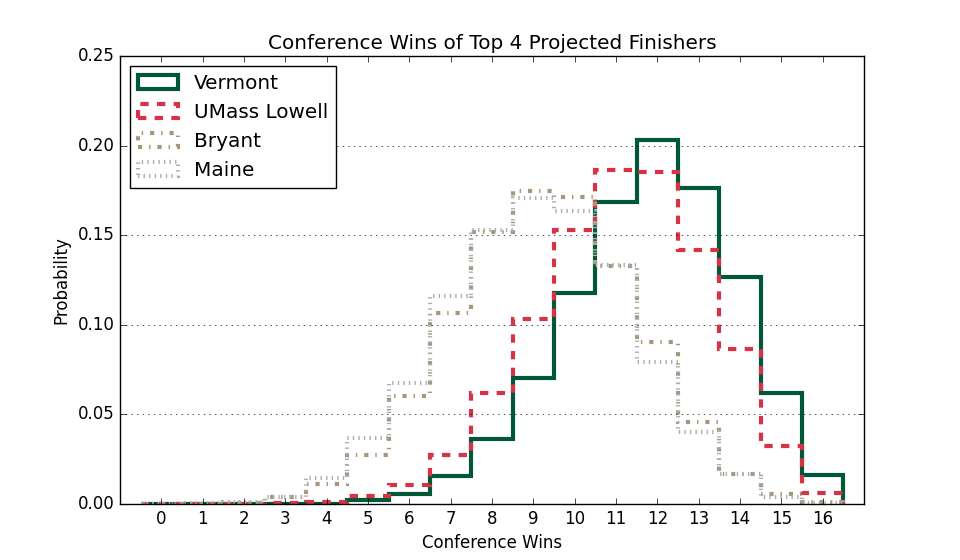 Conference Wins of Top 4 Projected Finishers
0.25
0.20
0.15
0.10
0.05
0.00
Probability
Vermont
UMass Lowell
Bryant
Maine
0 1 2 3 4 5 6 7 8 9 10 11 12 13 14 15 16
Conference Wins